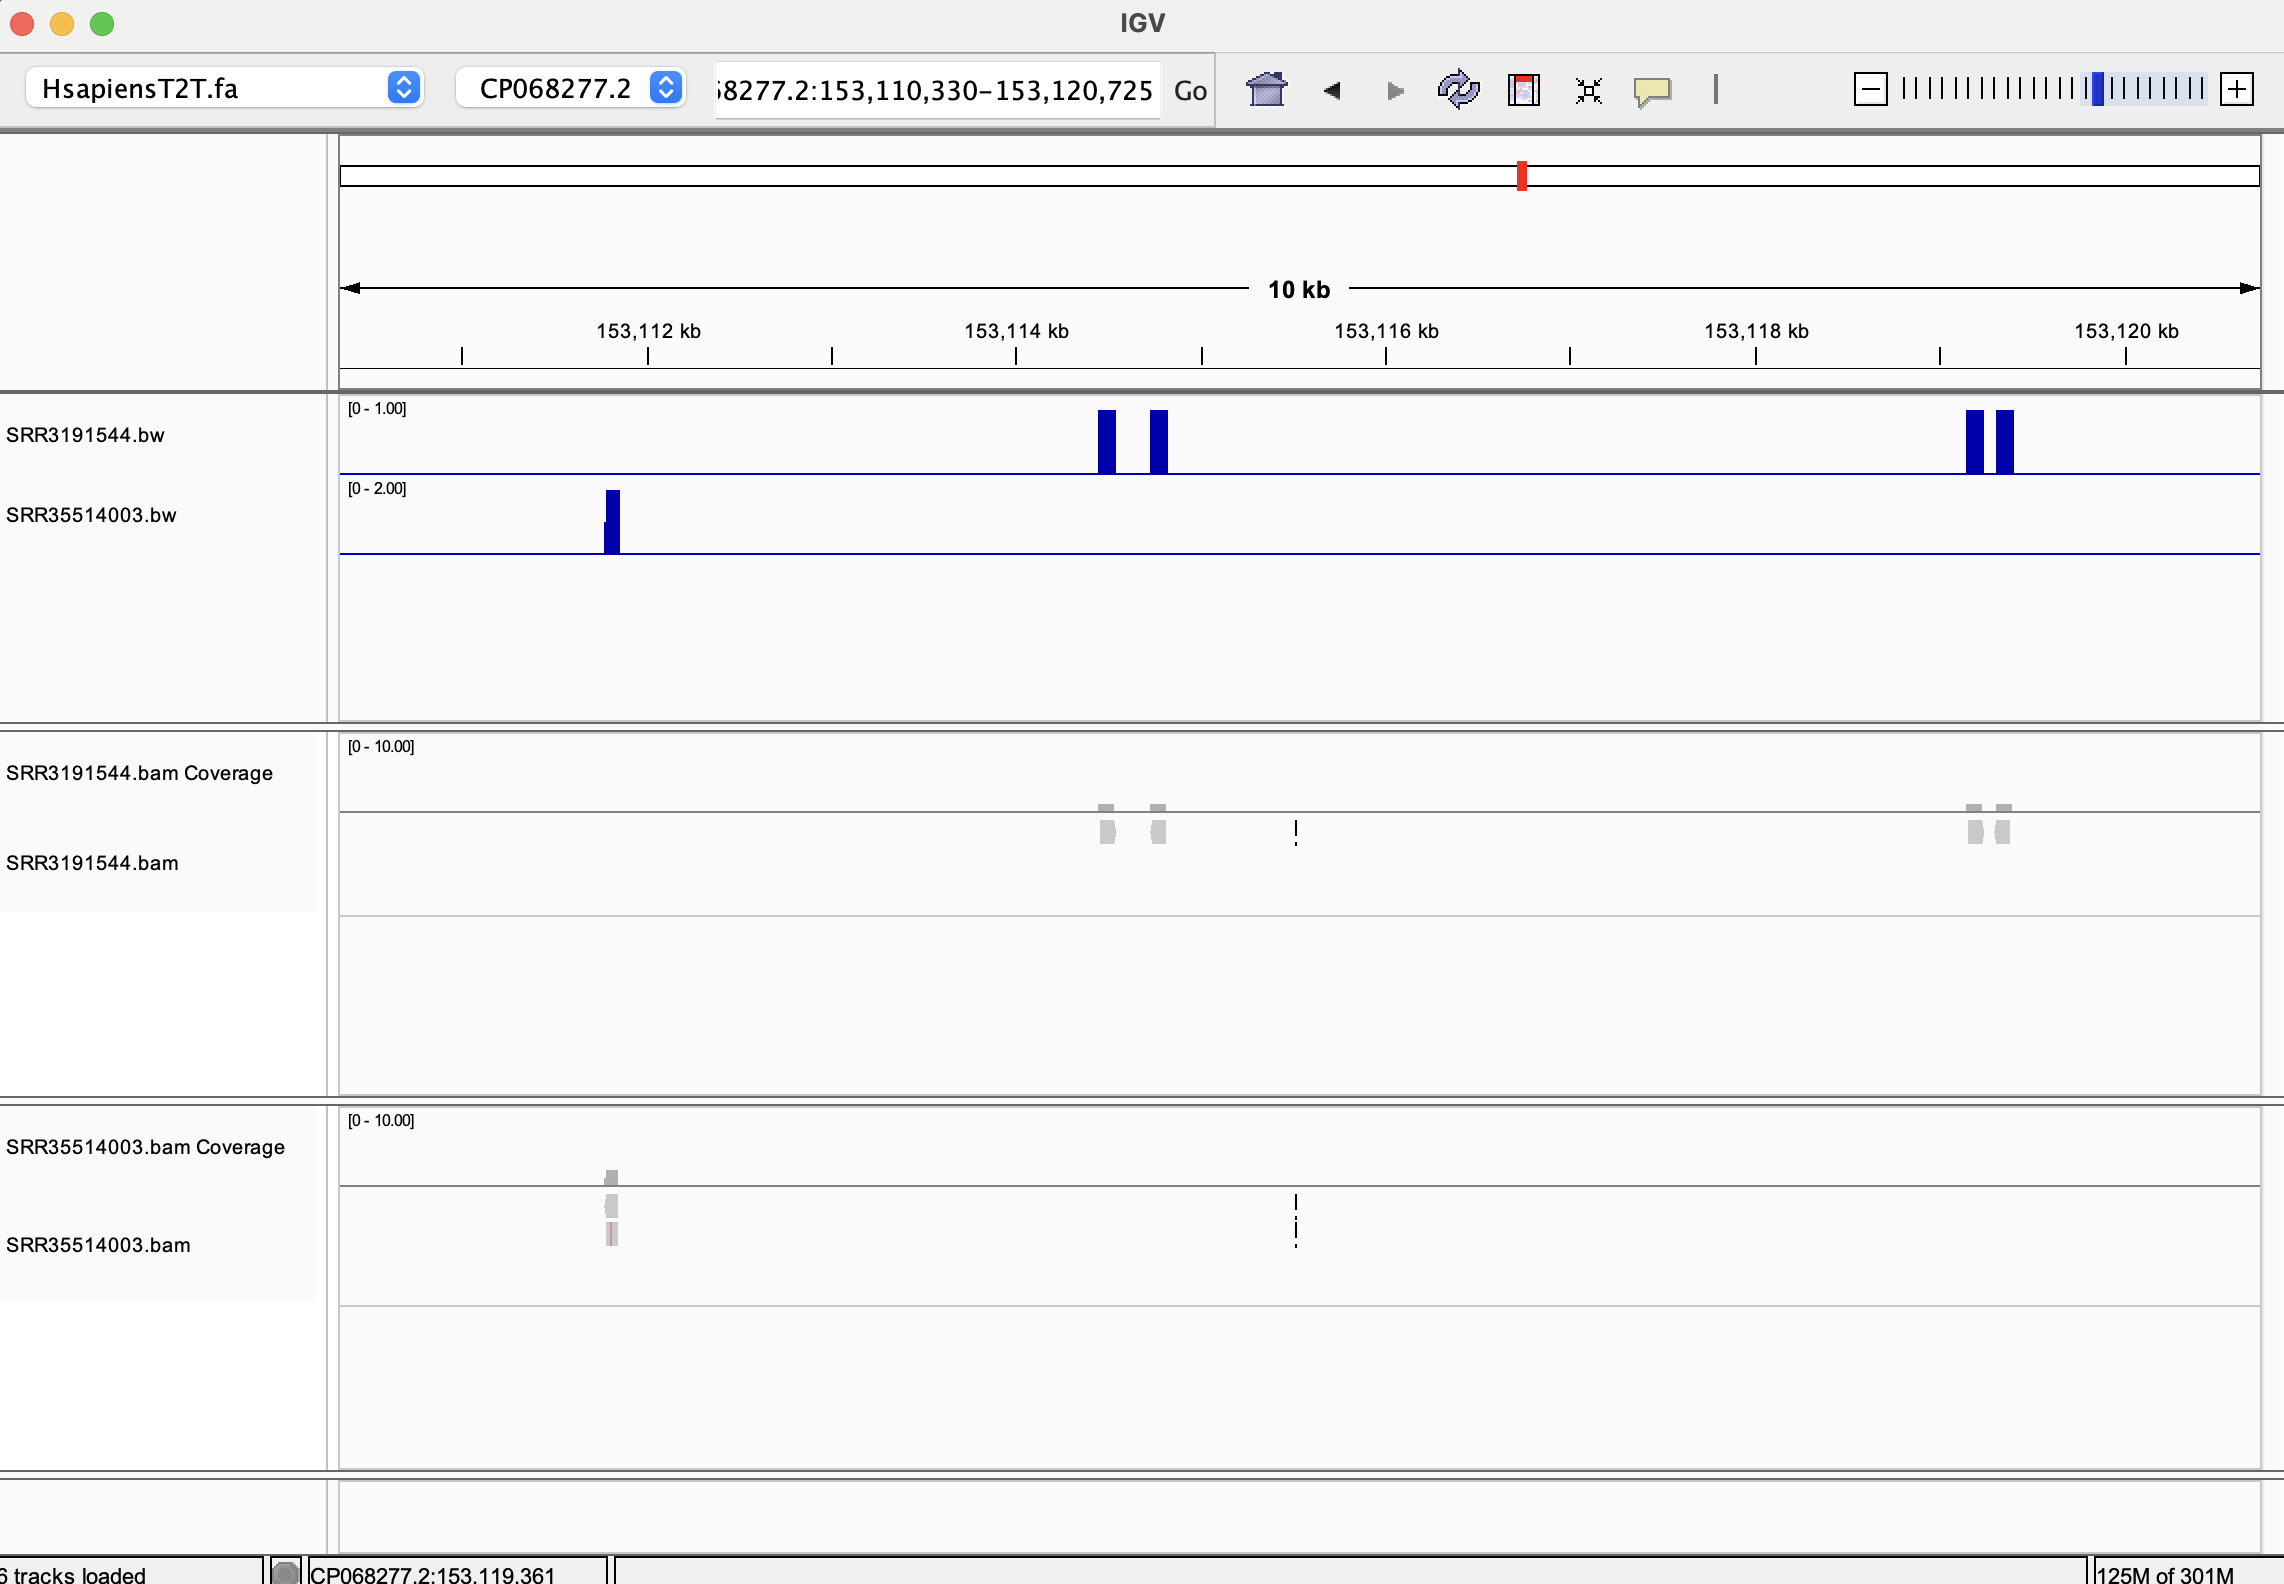 IGV
HsapiensT2T.fa CP068277.2 68277.2:153,110,330-153,120,725 Go
10 kb
153,112 kb 153,114 kb 153,116 kb 153,118 kb 153,120 kb
[0 - 1.00]
SRR3191544.bw
[0 - 2.00]
SRR35514003.bw
[0 - 10.00]
SRR3191544.bam Coverage
SRR3191544.bam
[0 - 10.00]
SRR35514003.bam Coverage
SRR35514003.bam
6 tracks loaded CP068277.2:153,119,361 125M of 301M